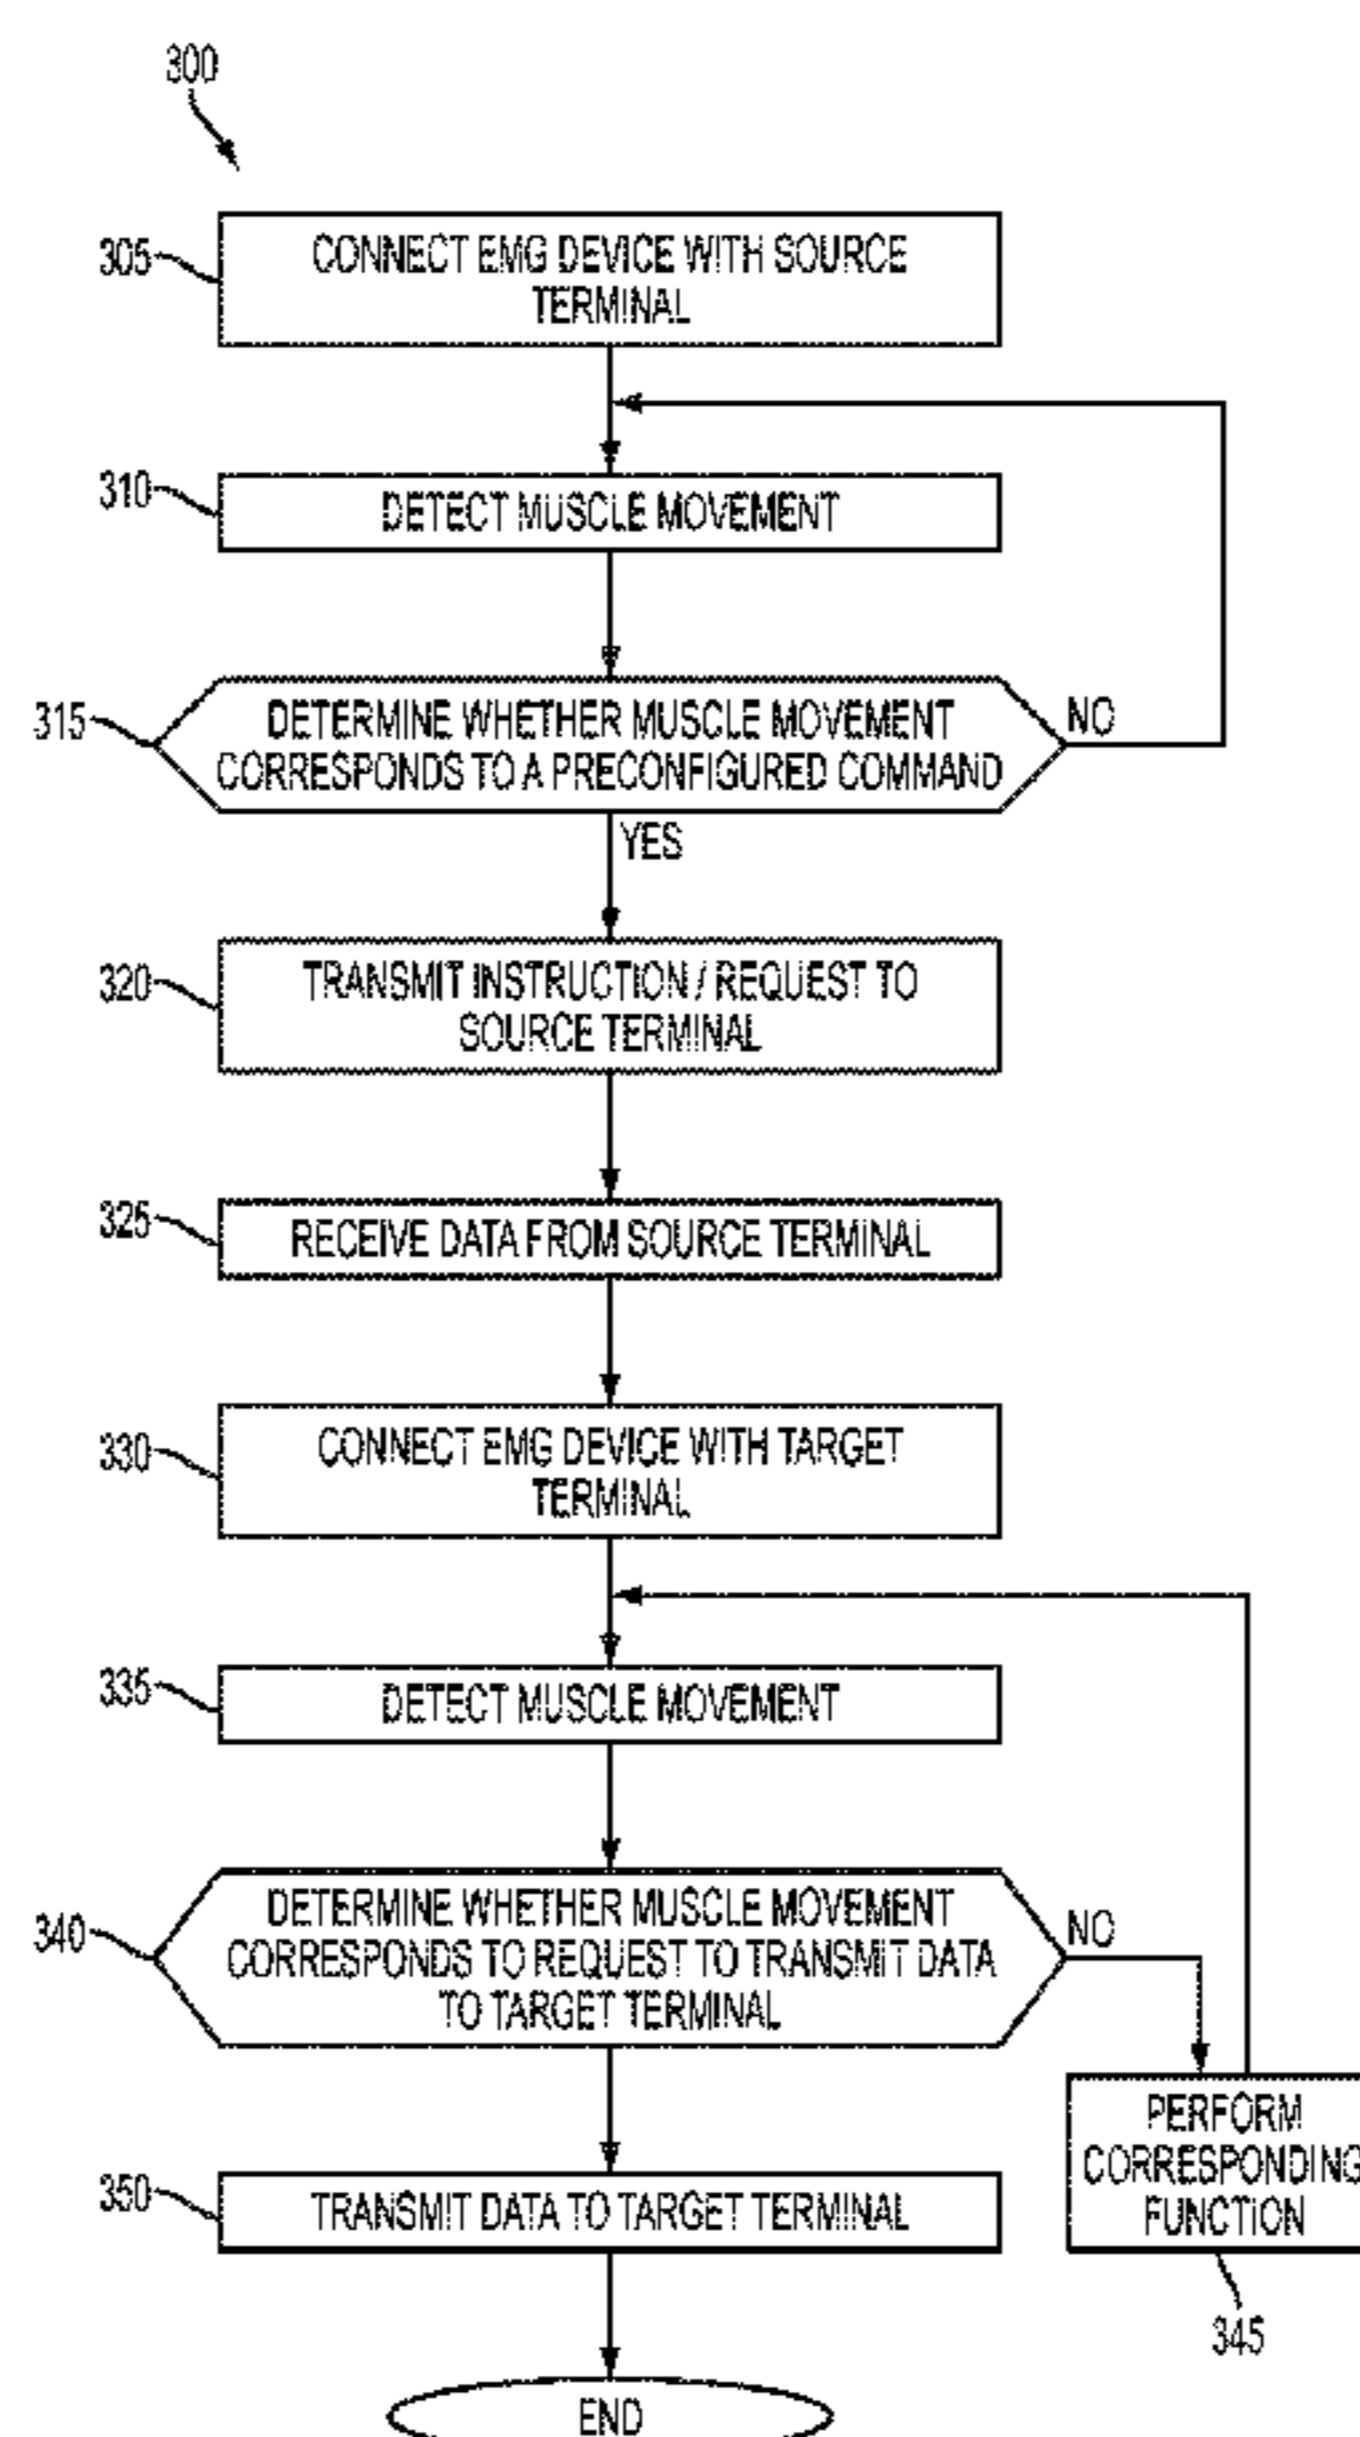 300
305
CONNECT EMG DEVICE WITH SOURCE
TERMINAL
310
DETECT MUSCLE MOVEMENT
315
DETERMINE WHETHER MUSCLE MOVEMENT
CORRESPONDS TO A PRECONFIGURED COMMAND
NO
YES
320
TRANSMIT INSTRUCTION / REQUEST TO
SOURCE TERMINAL
325
RECEIVE DATA FROM SOURCE TERMINAL
330
CONNECT EMG DEVICE WITH TARGET
TERMINAL
335
DETECT MUSCLE MOVEMENT
340
DETERMINE WHETHER MUSCLE MOVEMENT
CORRESPONDS TO REQUEST TO TRANSMIT DATA
TO TARGET TERMINAL
NO
PERFORM
CORRESPONDING
FUNCTION
345
350
TRANSMIT DATA TO TARGET TERMINAL
END